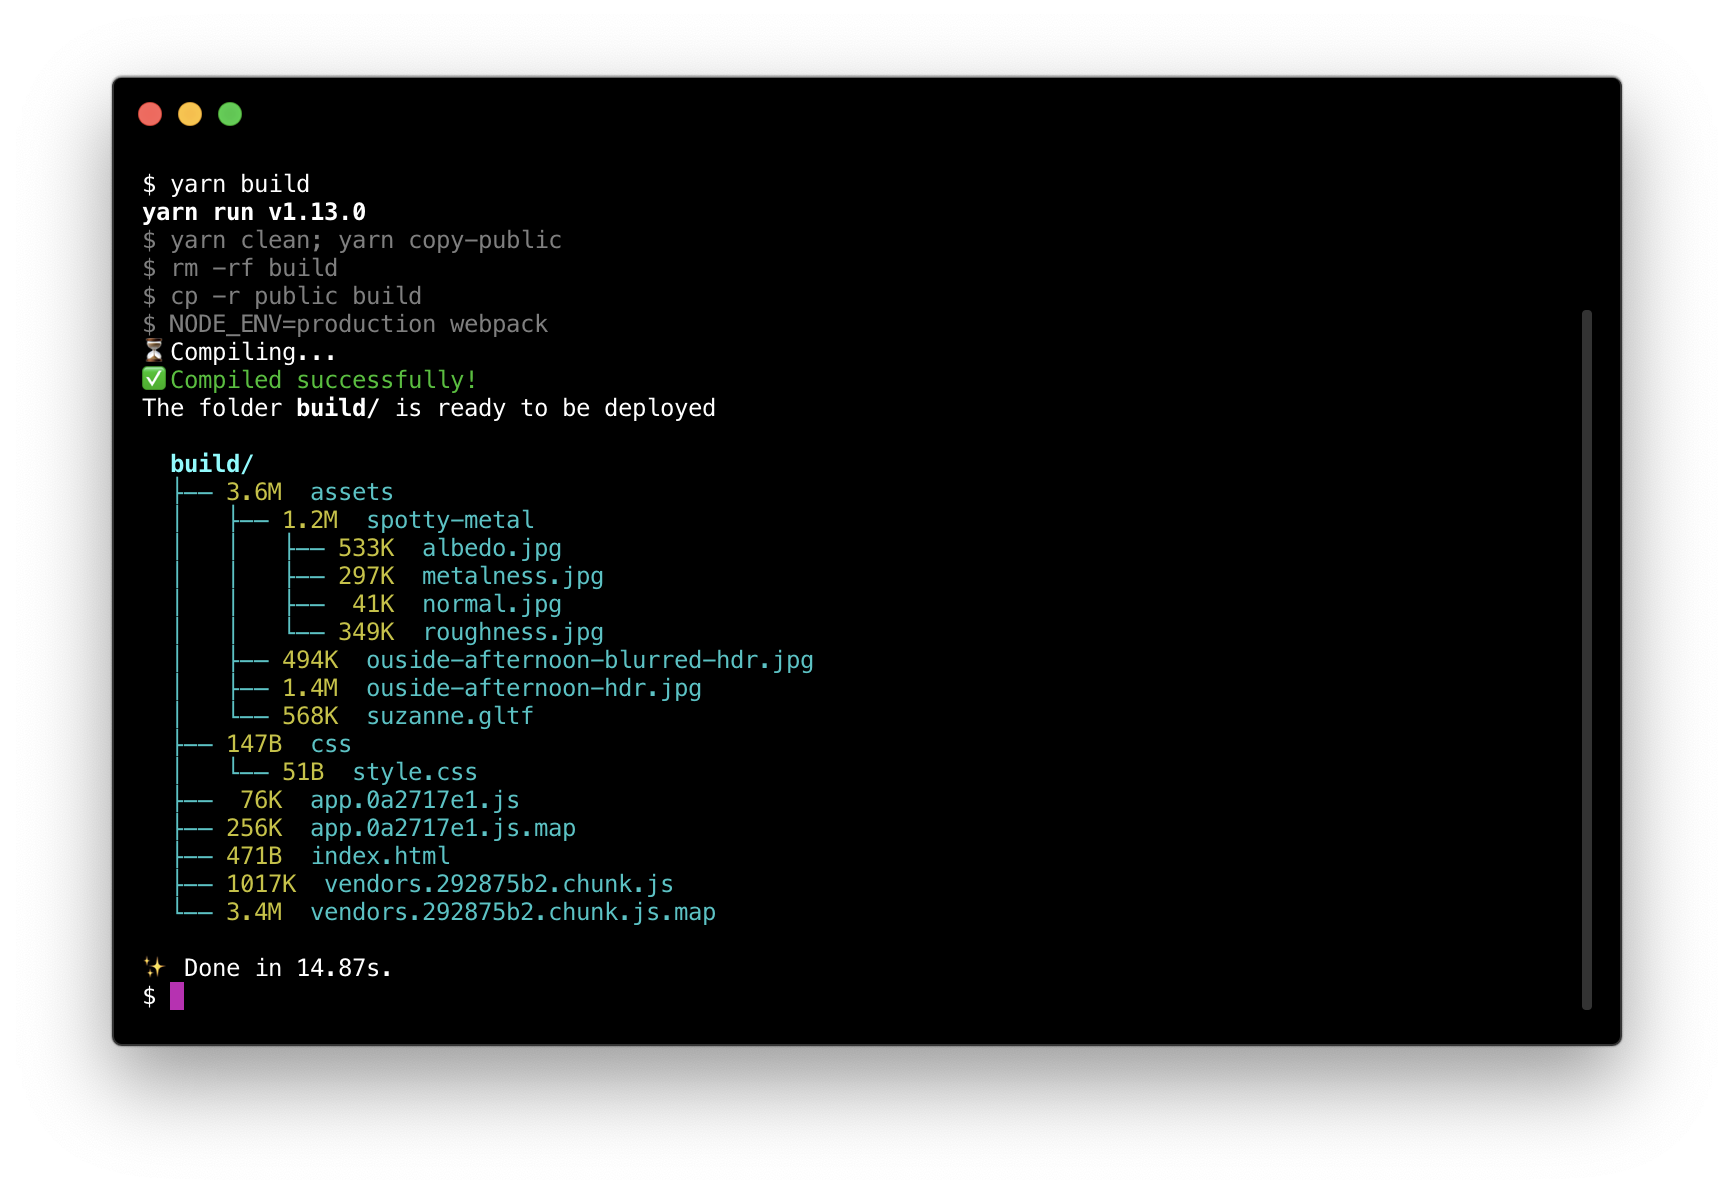 $ yarn build
yarn run v1.13.0
$ yarn clean; yarn copy-public
$ rm -rf build
$ cp -r public build
$ NODE_ENV=production webpack
⏳Compiling...
✅Compiled successfully!
The folder build/ is ready to be deployed

  build/
  ├── 3.6M  assets
  │   ├── 1.2M  spotty-metal
  │   │   ├── 533K  albedo.jpg
  │   │   ├── 297K  metalness.jpg
  │   │   ├──  41K  normal.jpg
  │   │   └── 349K  roughness.jpg
  │   ├── 494K  ouside-afternoon-blurred-hdr.jpg
  │   ├── 1.4M  ouside-afternoon-hdr.jpg
  │   └── 568K  suzanne.gltf
  ├── 147B  css
  │   └── 51B  style.css
  ├──  76K  app.0a2717e1.js
  ├── 256K  app.0a2717e1.js.map
  ├── 471B  index.html
  ├── 1017K  vendors.292875b2.chunk.js
  └── 3.4M  vendors.292875b2.chunk.js.map

✨ Done in 14.87s.
$